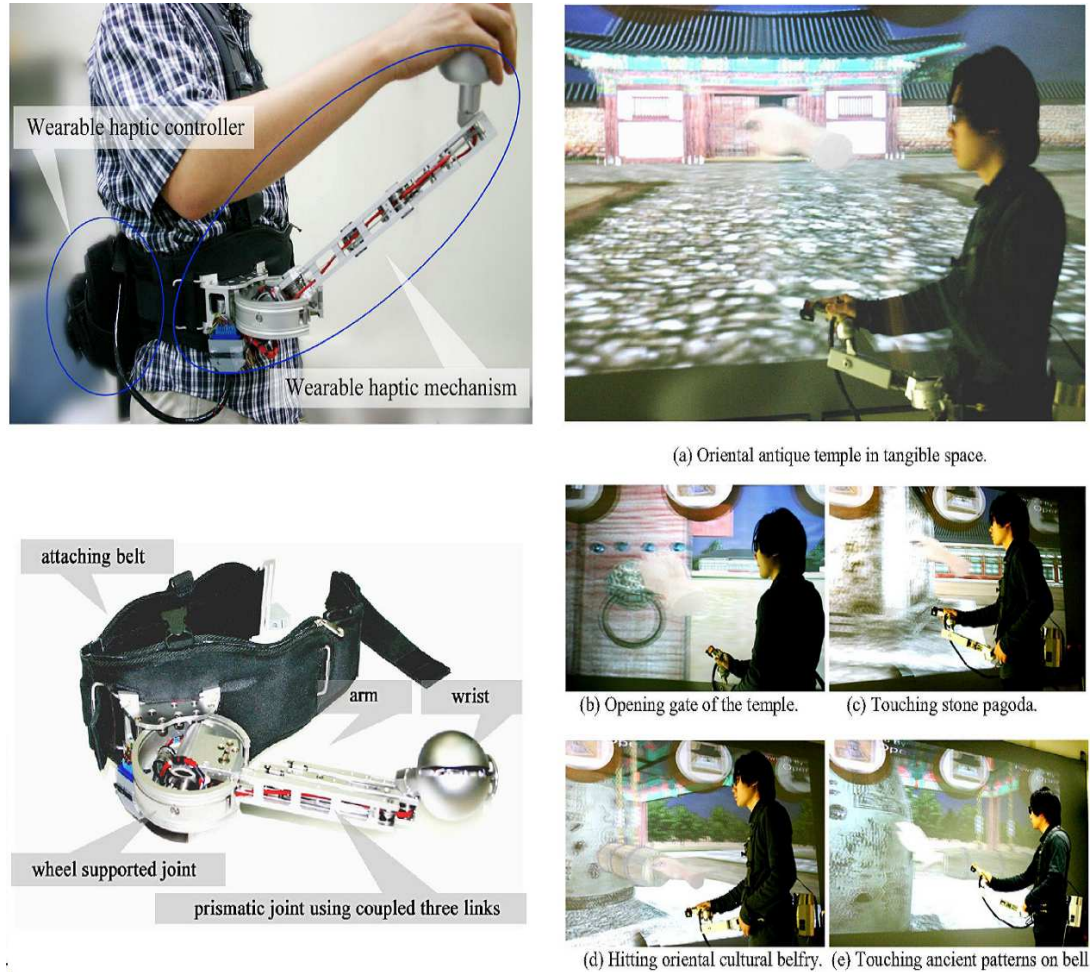 Wearable haptic controller
Wearable haptic mechanism
(a) Oriental antique temple in tangible space.
attaching belt
arm
wrist
wheel supported joint
prismatic joint using coupled three links
(b) Opening gate of the temple.
(c) Touching stone pagoda.
(d) Hitting oriental cultural belfry.
(e) Touching ancient patterns on bell